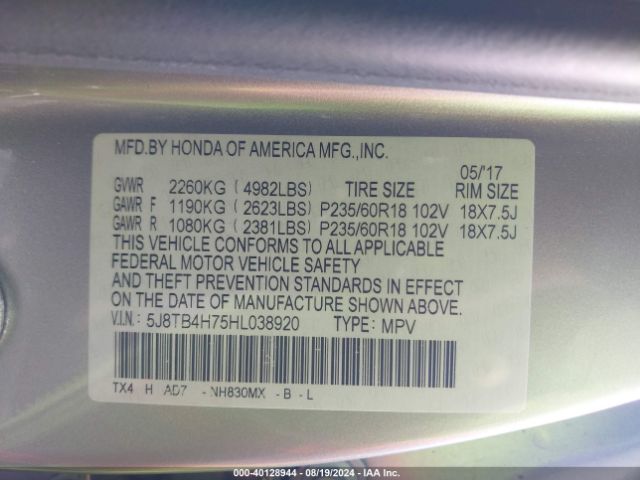 MFD.BY HONDA OF AMERICA MFG.,INC.
05/'17
GVWR 2260KG (4982LBS) TIRE SIZE RIM SIZE
GAWR F 1190KG (2623LBS) P235/60R18 102V 18X7.5J
GAWR R 1080KG (2381LBS) P235/60R18 102V 18X7.5J
THIS VEHICLE CONFORMS TO ALL APPLICABLE
FEDERAL MOTOR VEHICLE SAFETY
AND THEFT PREVENTION STANDARDS IN EFFECT
ON THE DATE OF MANUFACTURE SHOWN ABOVE.
V.I.N.: 5J8TB4H75HL038920 TYPE: MPV
TX4 H AD7 - NH830MX - B - L
000-40128944 - 08/19/2024 - © IAA Holdings, LLC